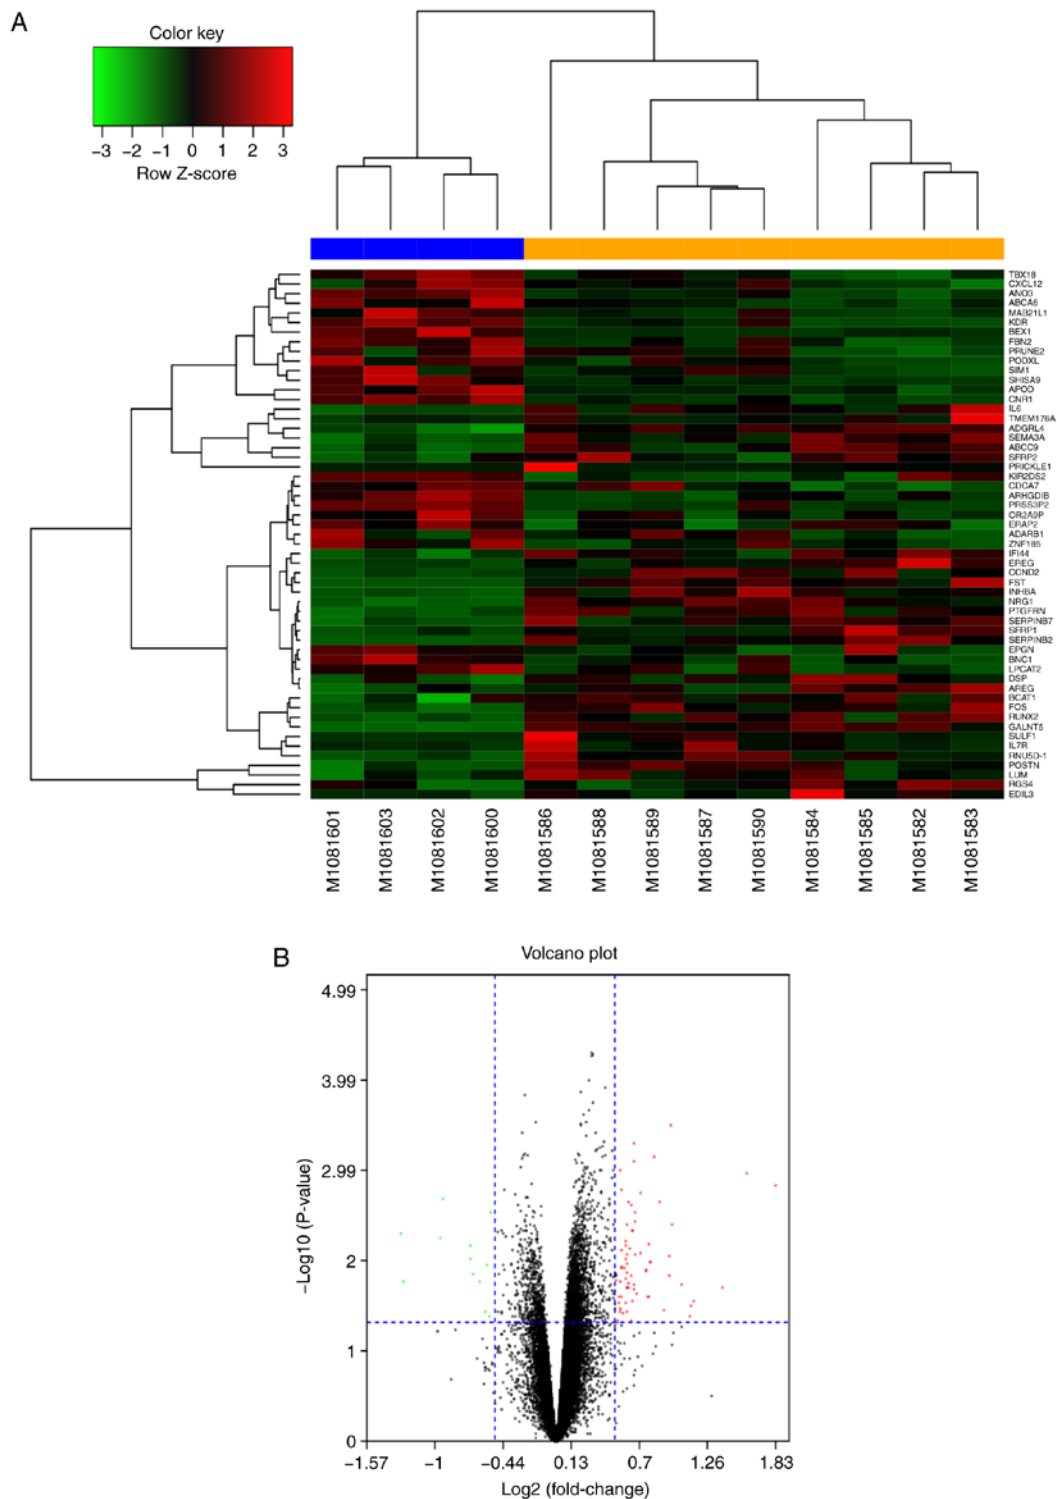 A
Color key
−3 −2 −1 0 1 2 3
Row Z-score
TBX18
CXCL12
ANO3
ABCA6
MAB21L1
KDR
BEX1
FBN2
PRUNE2
PODXL
SIM1
SHISA9
APOD
CNR1
IL6
TMEM176A
ADGRL4
SEMA3A
ABCC9
SFRP2
PRICKLE1
KIR2DS2
CDCA7
ARHGDIB
PRSS3P2
OR2A9P
ERAP2
ADARB1
ZNF185
IFI44
EREG
CCND2
FST
INHBA
NRG1
PTGFRN
SERPINB7
SFRP1
SERPINB2
EPGN
BNC1
LPCAT2
DSP
AREG
BCAT1
FOS
RUNX2
GALNT5
SULF1
IL7R
RNU5D-1
POSTN
LUM
RGS4
EDIL3
M1081601 M1081603 M1081602 M1081600 M1081586 M1081588 M1081589 M1081587 M1081590 M1081584 M1081585 M1081582 M1081583
B
Volcano plot
4.99
3.99
2.99
2
1
0
−Log10 (P-value)
−1.57 −1 −0.44 0.13 0.7 1.26 1.83
Log2 (fold-change)